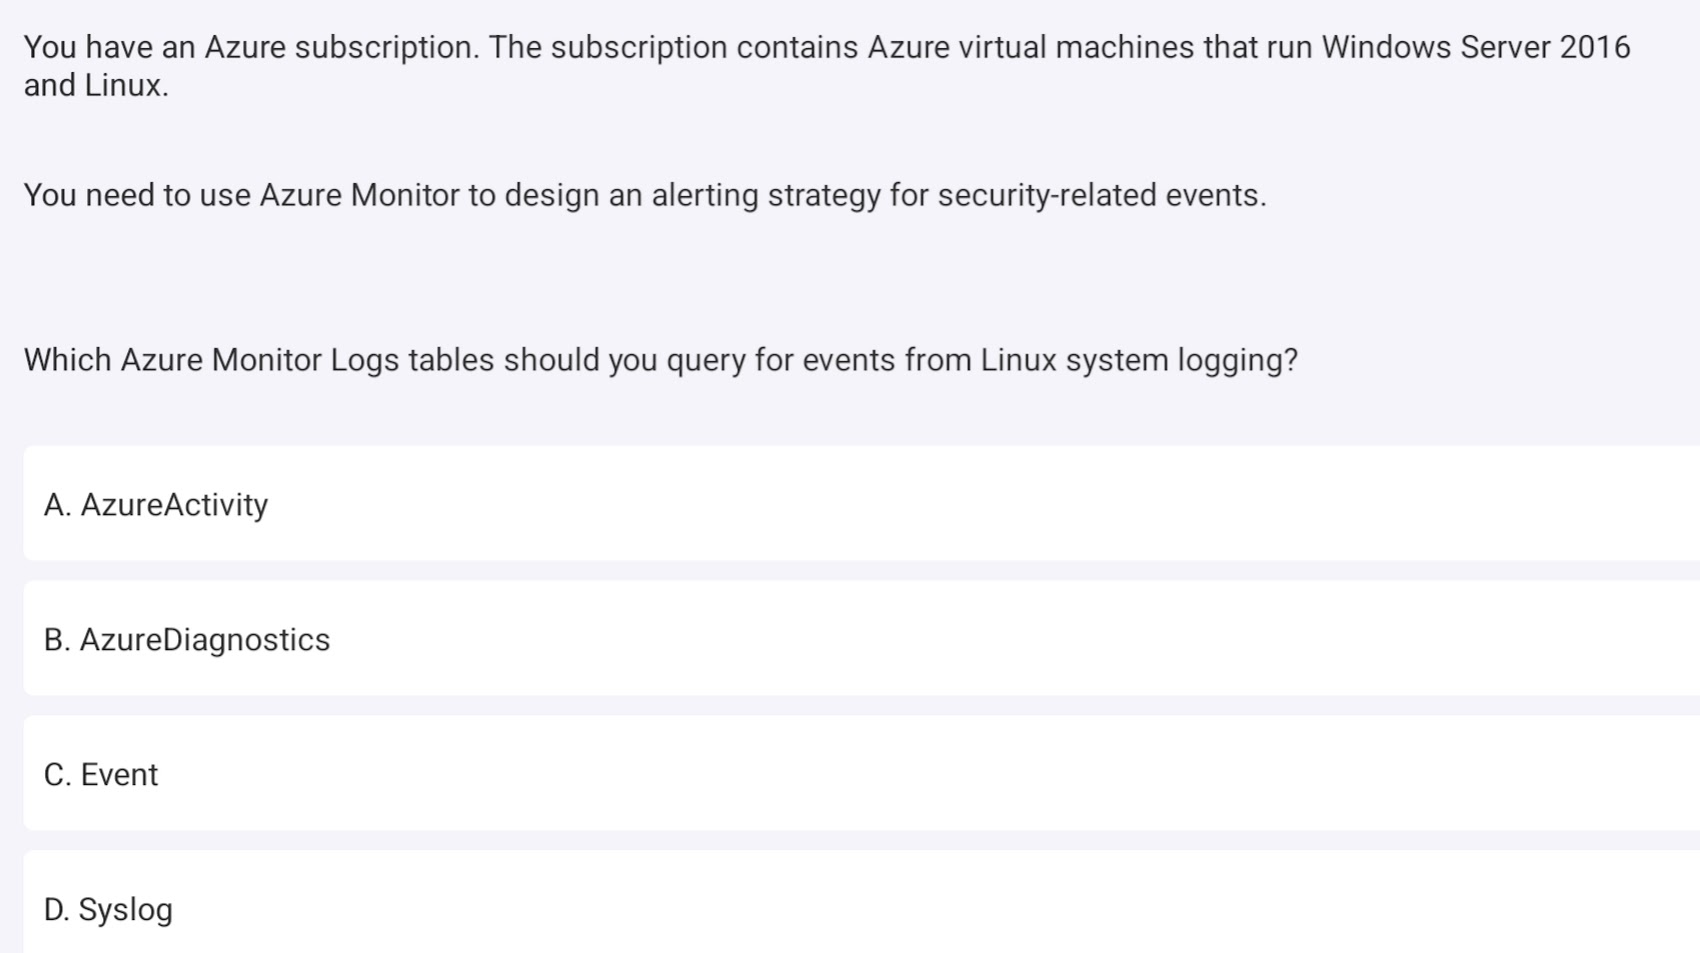 You have an Azure subscription. The subscription contains Azure virtual machines that run Windows Server 2016
and Linux.
You need to use Azure Monitor to design an alerting strategy for security-related events.
Which Azure Monitor Logs tables should you query for events from Linux system logging?
A. AzureActivity
B. AzureDiagnostics
C. Event
D. Syslog